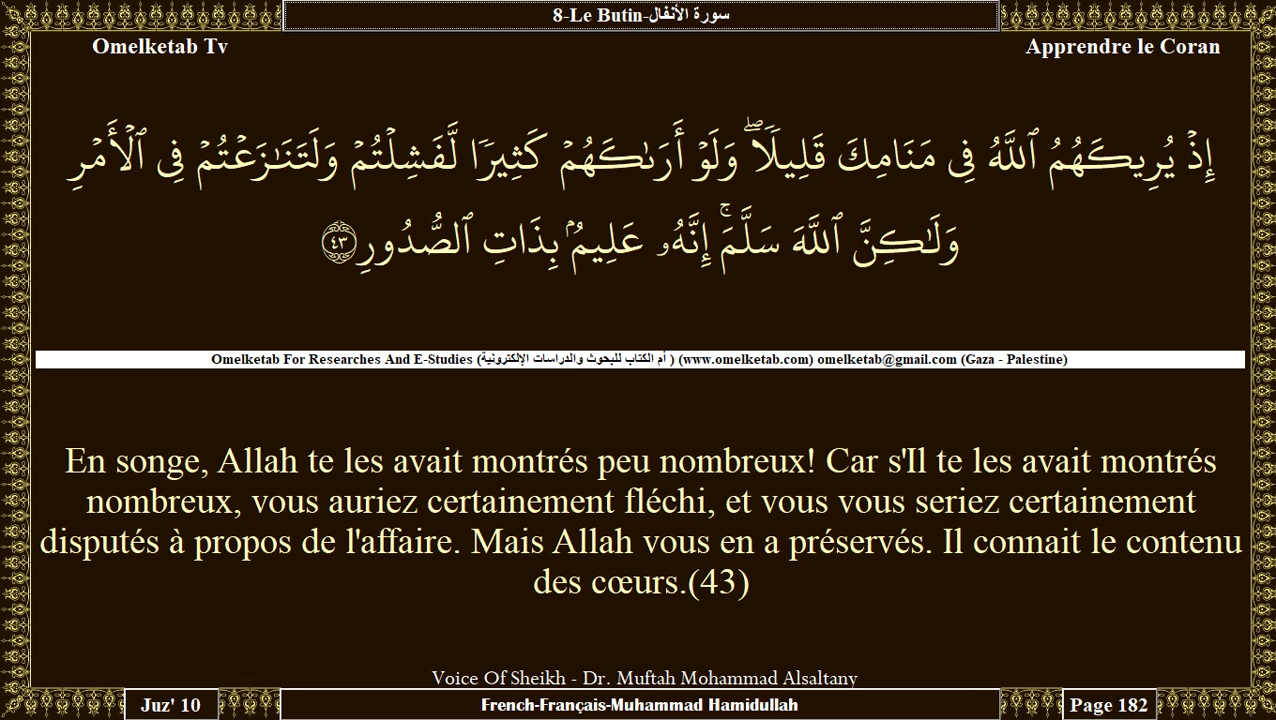 8-Le Butin-سورة الأنفال
Omelketab Tv
Apprendre le Coran
إِذْ يُرِيكَهُمُ ٱللَّهُ فِى مَنَامِكَ قَلِيلًا ۖ وَلَوْ أَرَىٰكَهُمْ كَثِيرًا لَّفَشِلْتُمْ وَلَتَنَـٰزَعْتُمْ فِى ٱلْأَمْرِ
وَلَـٰكِنَّ ٱللَّهَ سَلَّمَ ۚ إِنَّهُۥ عَلِيمٌۢ بِذَاتِ ٱلصُّدُورِ ٤٣
Omelketab For Researches And E-Studies (أم الكتاب للبحوث والدراسات الإلكترونية ) (www.omelketab.com) omelketab@gmail.com (Gaza - Palestine)
En songe, Allah te les avait montrés peu nombreux! Car s'Il te les avait montrés
nombreux, vous auriez certainement fléchi, et vous vous seriez certainement
disputés à propos de l'affaire. Mais Allah vous en a préservés. Il connait le contenu
des cœurs.(43)
Voice Of Sheikh - Dr. Muftah Mohammad Alsaltany
Juz' 10
French-Français-Muhammad Hamidullah
Page 182